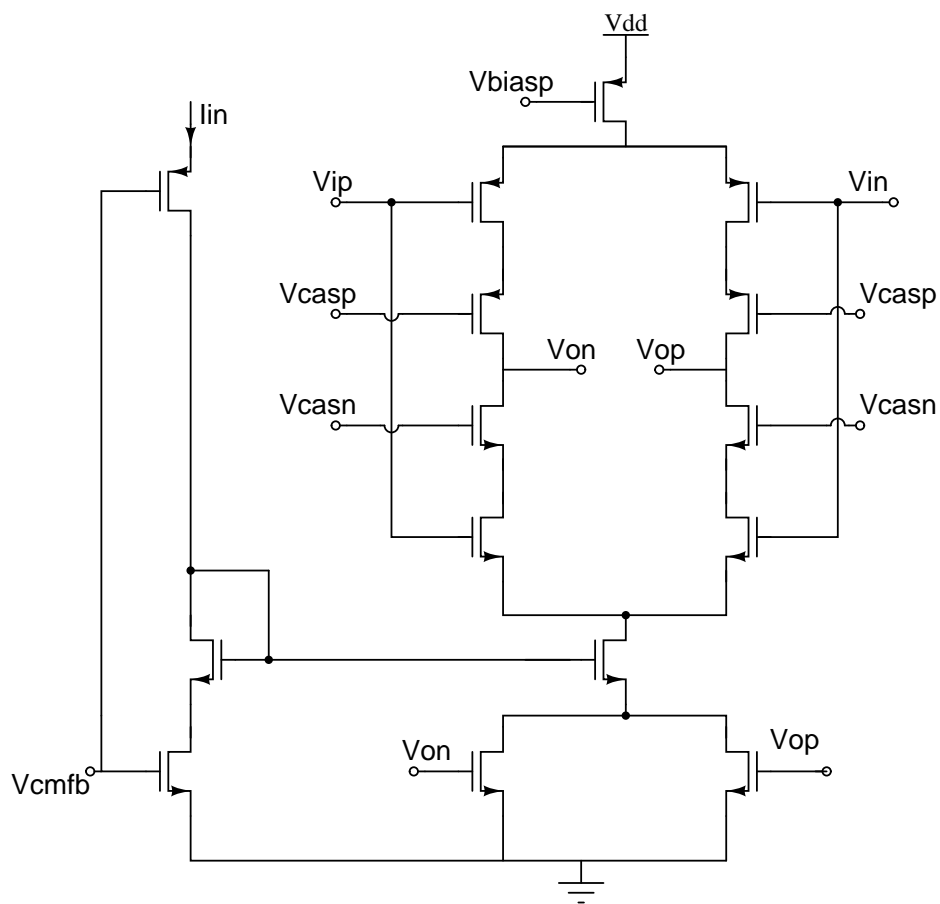 Vdd
Vbiasp
Iin
Vip
Vin
Vcasp
Vcasp
Von
Vop
Vcasn
Vcasn
Von
Vop
Vcmfb